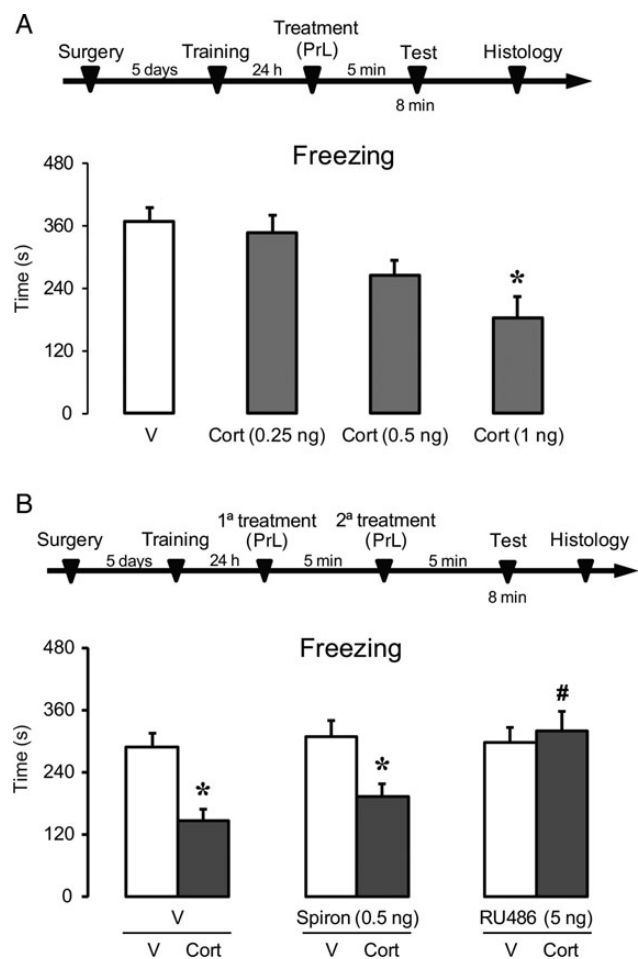 A
Treatment
Surgery Training (PrL) Test Histology
5 days 24 h 5 min
8 min
Freezing
480
360
240
120
0
Time (s)
*
V Cort (0.25 ng) Cort (0.5 ng) Cort (1 ng)
B
1ª treatment 2ª treatment
Surgery Training (PrL) (PrL) Test Histology
5 days 24 h 5 min 5 min
8 min
Freezing
480
360
240
120
0
Time (s)
* * #
V Spiron (0.5 ng) RU486 (5 ng)
V Cort V Cort V Cort